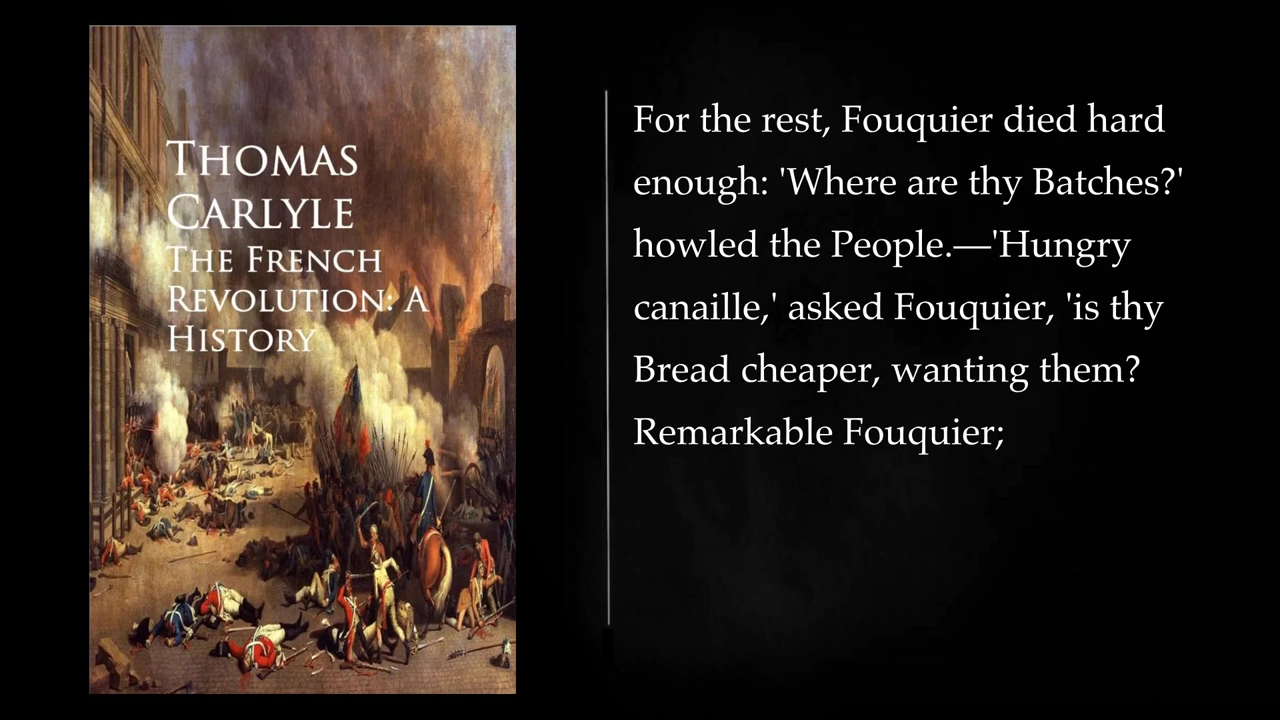 THOMAS
CARLYLE
THE FRENCH
REVOLUTION: A
HISTORY
For the rest, Fouquier died hard
enough: 'Where are thy Batches?'
howled the People.—'Hungry
canaille,' asked Fouquier, 'is thy
Bread cheaper, wanting them?
Remarkable Fouquier;